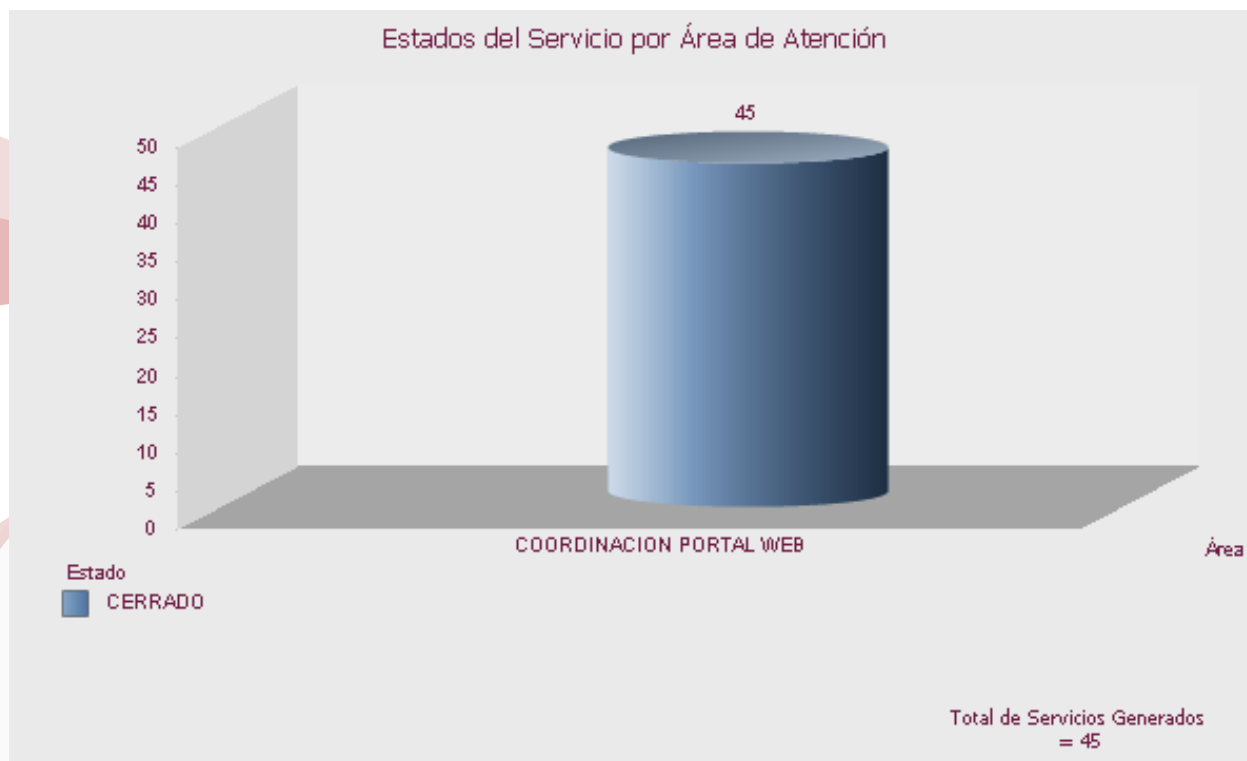 Estados del Servicio por Área de Atención
45
50
45
40
35
30
25
20
15
10
5
0
COORDINACION PORTAL WEB
Área
Estado
CERRADO
Total de Servicios Generados
= 45